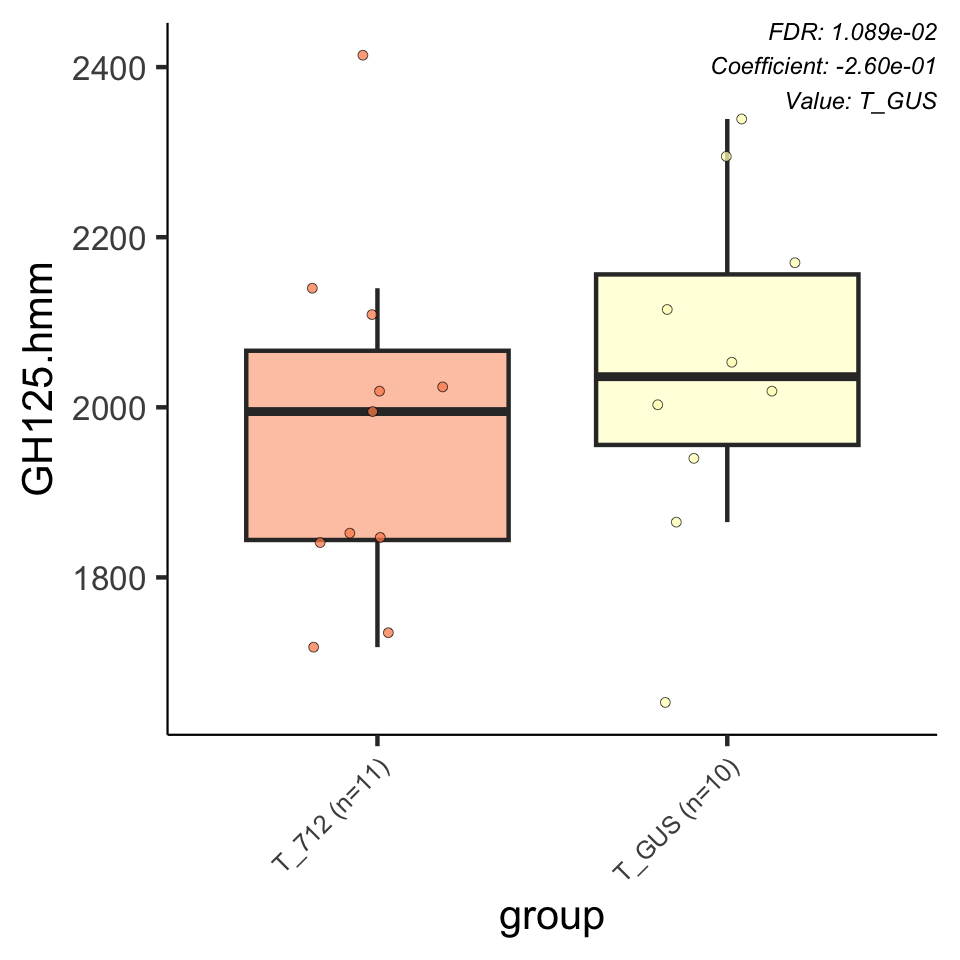 FDR: 1.089e-02
Coefficient: -2.60e-01
Value: T_GUS
2400
2200
2000
1800
GH125.hmm
T_712 (n=11)
T_GUS (n=10)
group